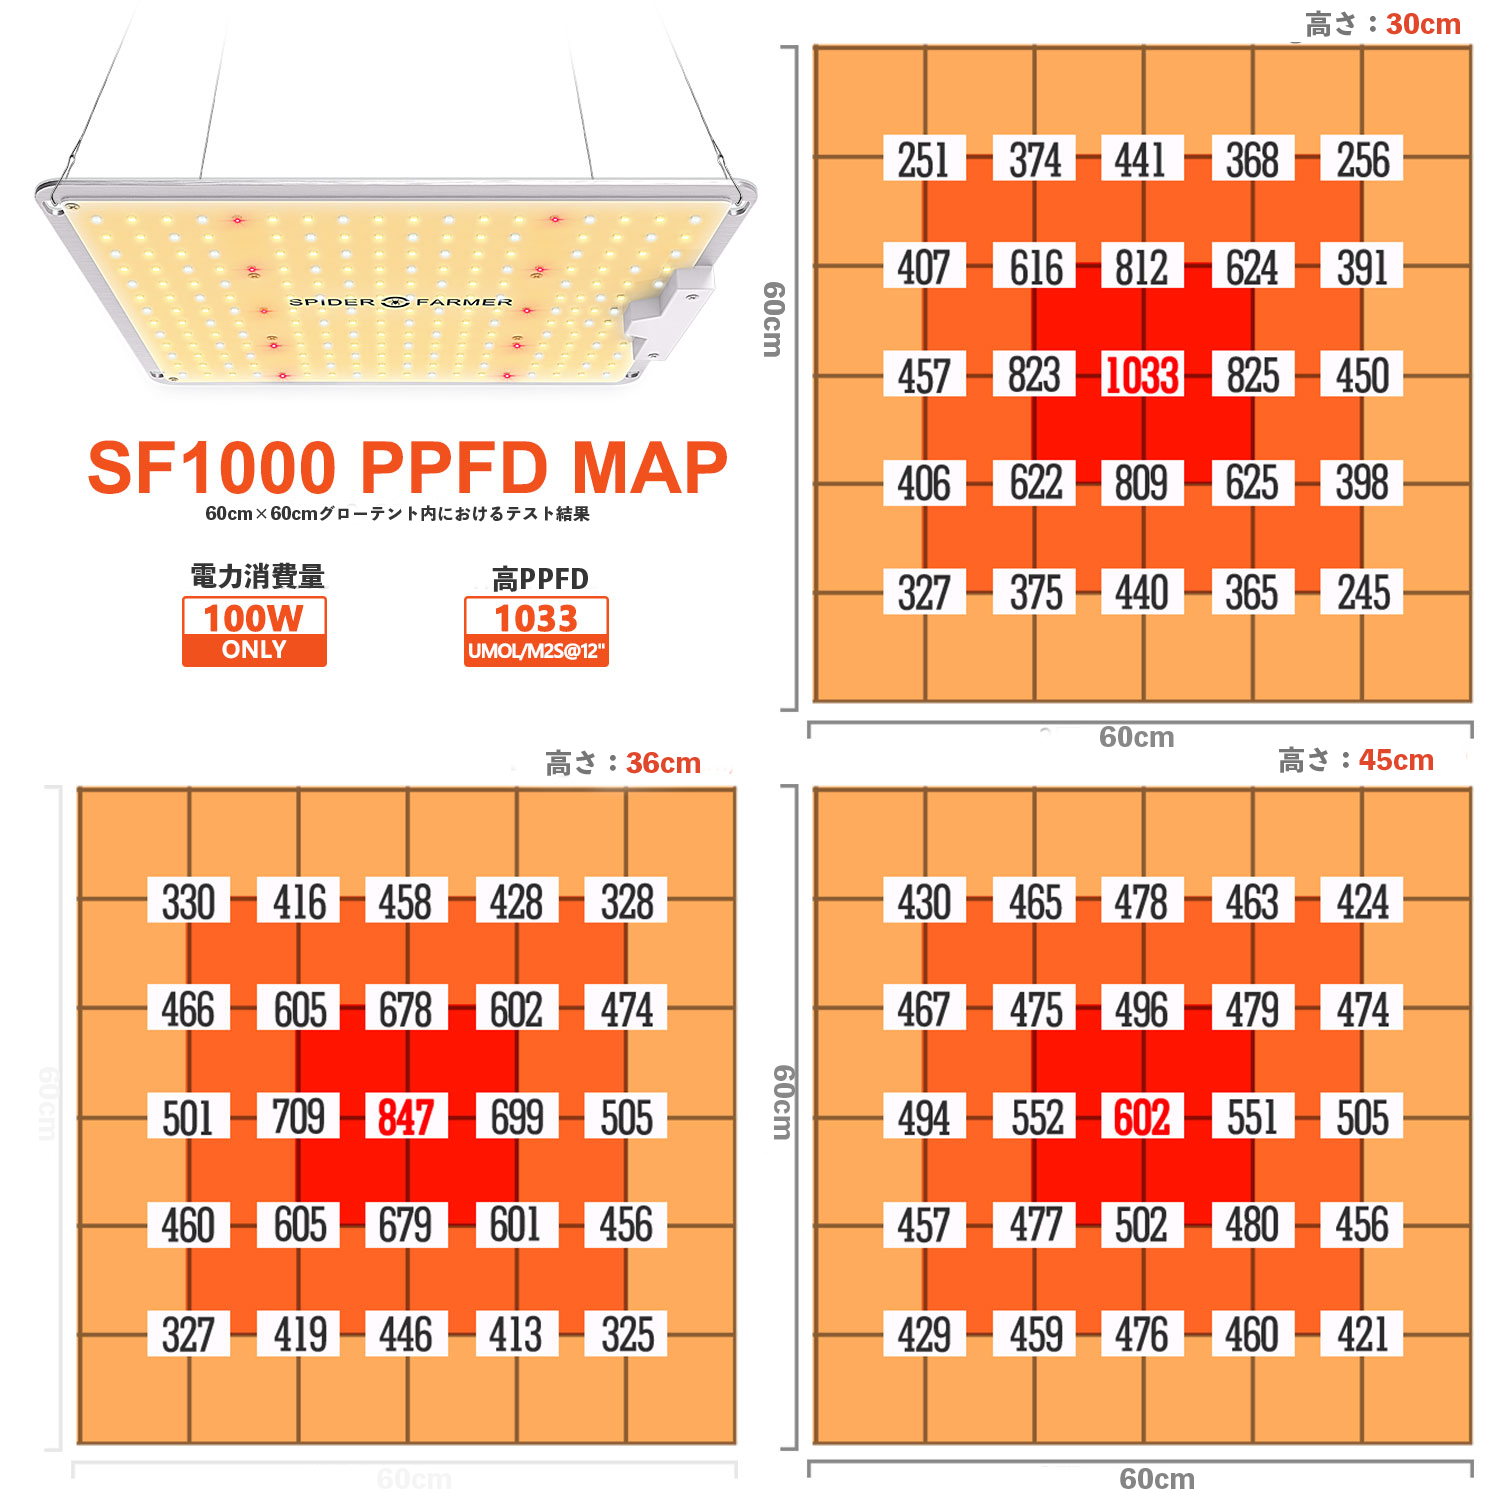 SPIDER FARMER
SF1000 PPFD MAP
60cm×60cmグローテント内におけるテスト結果
電力消費量
100W
ONLY
高PPFD
1033
UMOL/M2S@12"
高さ：30cm
60cm
251 374 441 368 256
407 616 812 624 391
457 823 1033 825 450
406 622 809 625 398
327 375 440 365 245
60cm
高さ：36cm
60cm
330 416 458 428 328
466 605 678 602 474
501 709 847 699 505
460 605 679 601 456
327 419 446 413 325
60cm
高さ：45cm
60cm
430 465 478 463 424
467 475 496 479 474
494 552 602 551 505
457 477 502 480 456
429 459 476 460 421
60cm